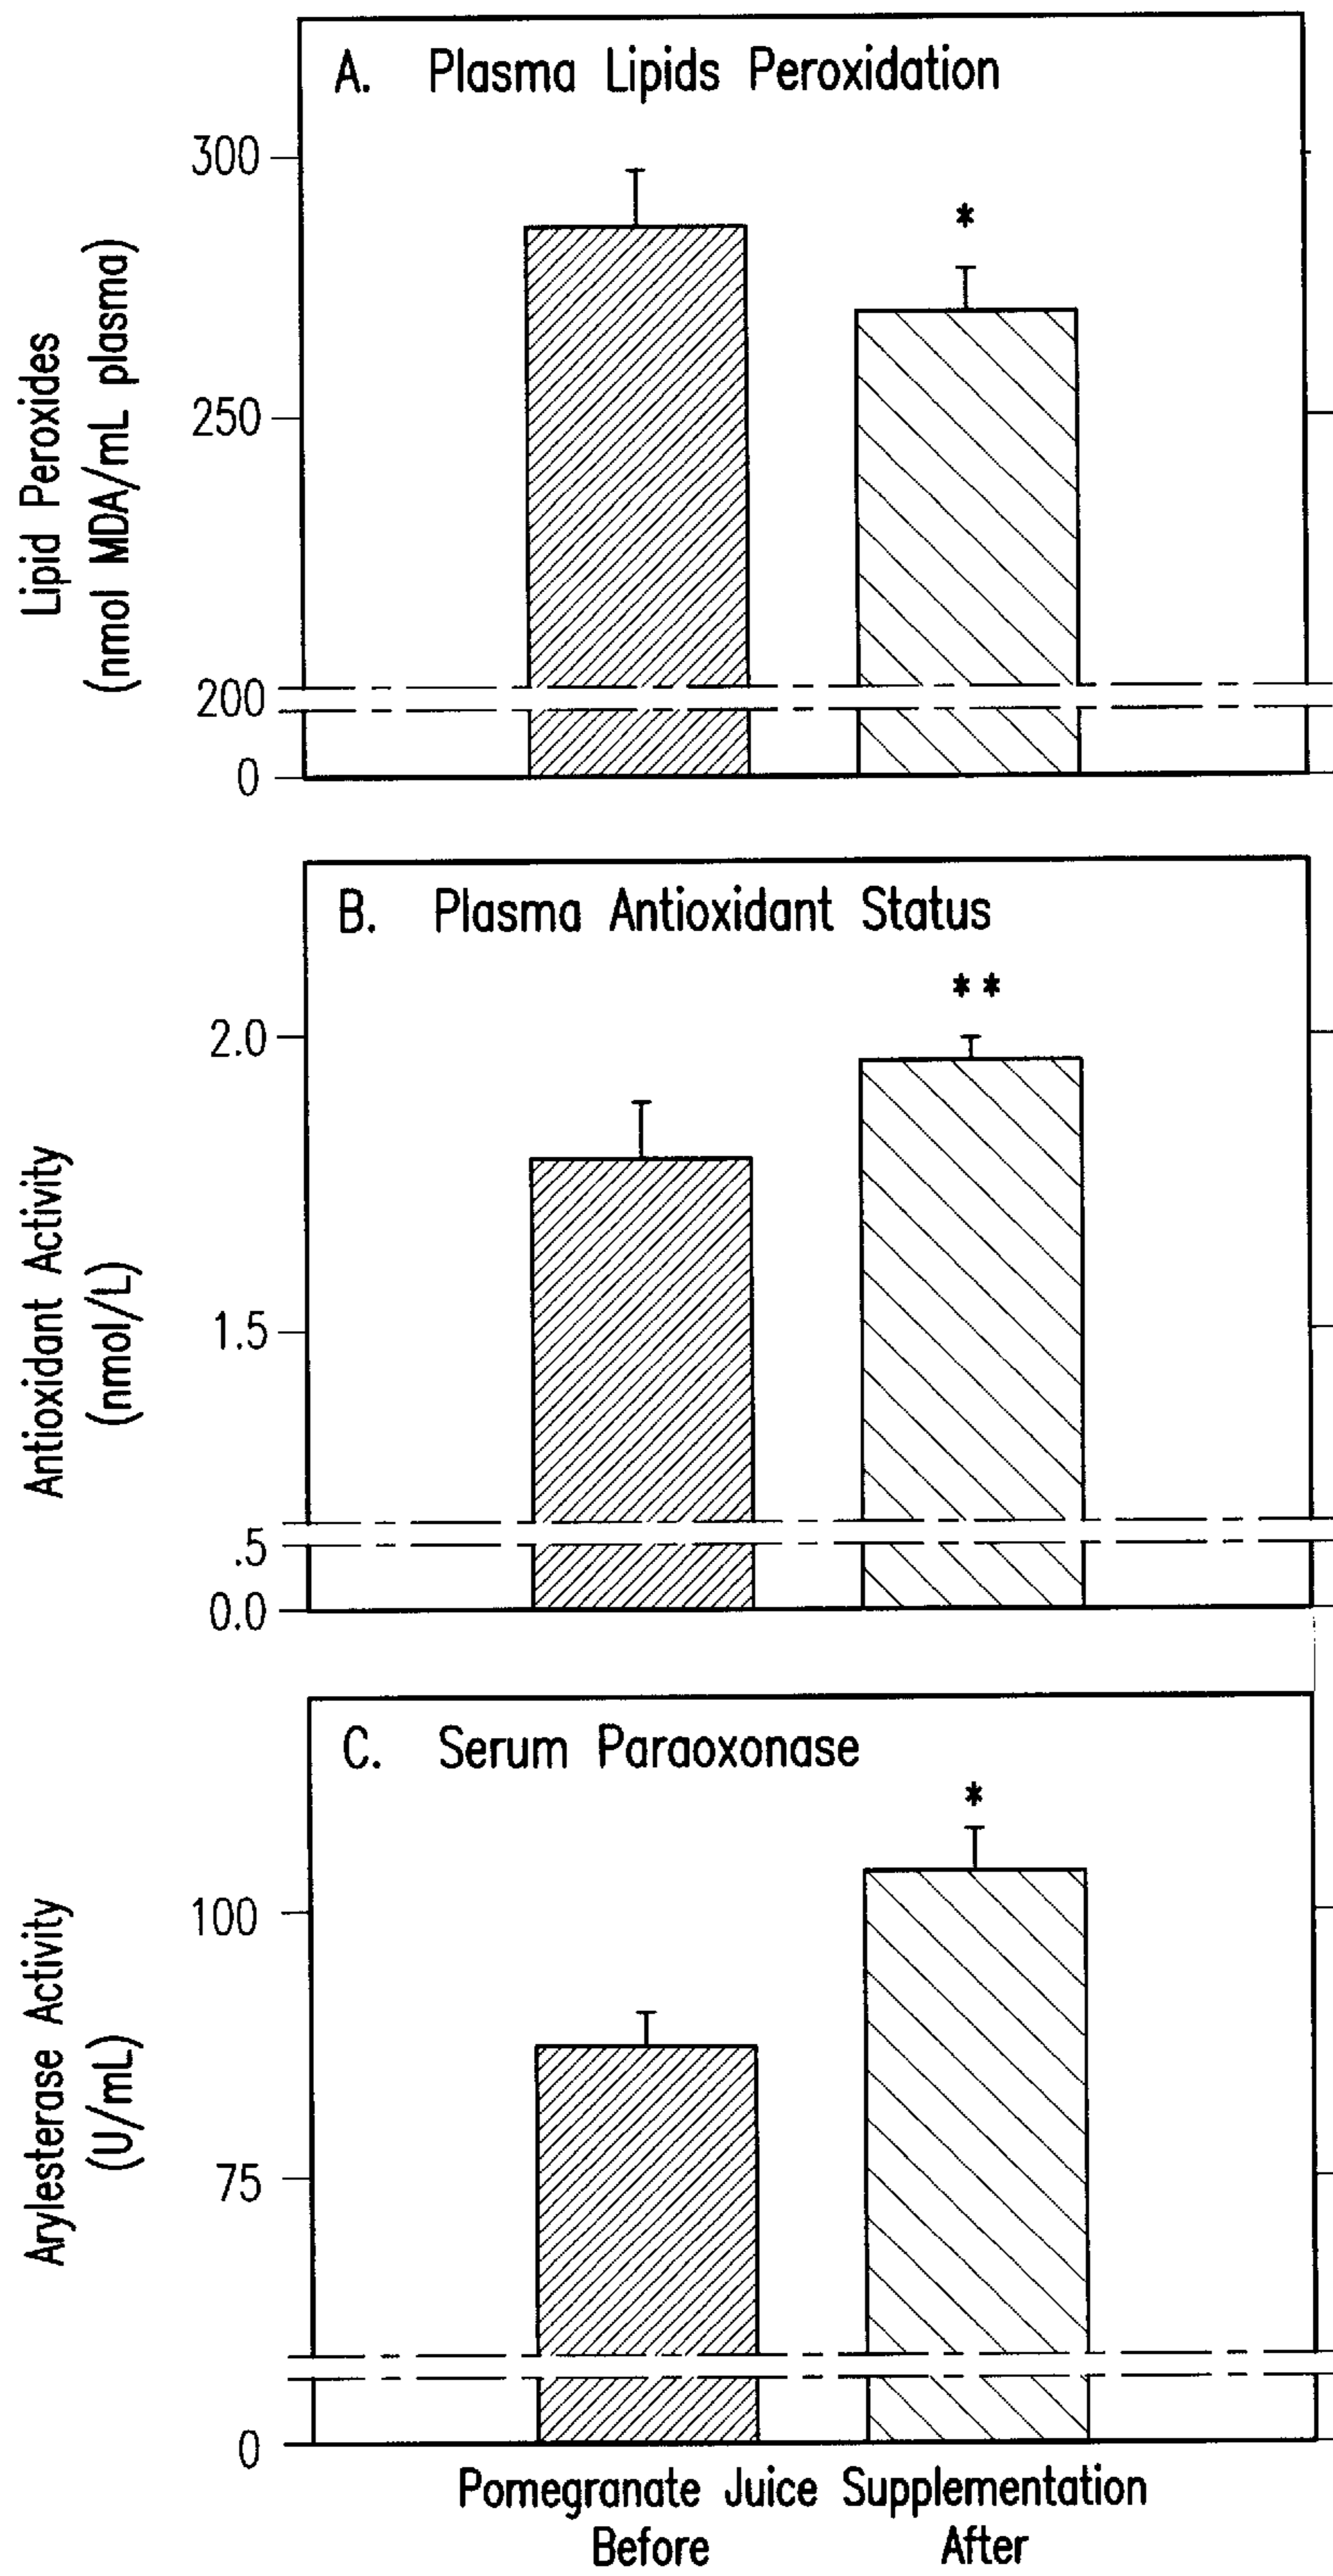 A. Plasma Lipids Peroxidation
Lipid Peroxides
(nmol MDA/mL plasma)
300
*
250
200
0
B. Plasma Antioxidant Status
Antioxidant Activity
(nmol/L)
**
2.0
1.5
.5
0.0
C. Serum Paraoxonase
Arylesterase Activity
(U/mL)
*
100
75
0
Pomegranate Juice Supplementation
Before After